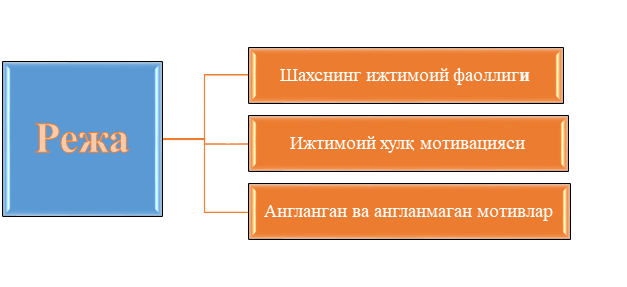 Режа
Шахснинг ижтимоий фаоллиги
Ижтимоий хулқ мотивацияси
Англанган ва англанмаган мотивлар